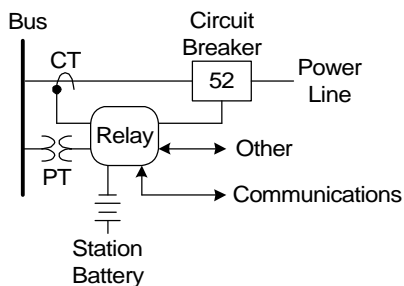 Bus
CT
Circuit
Breaker
52
Power
Line
Relay
PT
Other
Communications
Station
Battery